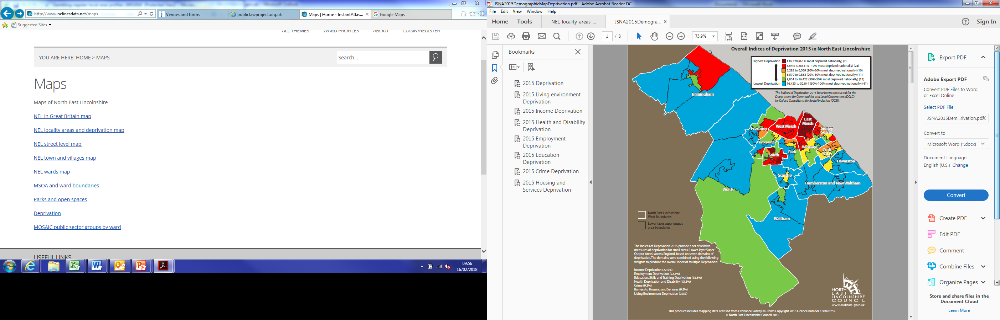 http://www.nelincsdata.net/maps
Venues and forms
publiclawproject.org.uk
Maps | Home - InstantAtlas...
Google Maps
Suggested Sites
ALL THEMES WARD PROFILES ABOUT LOGIN/REGISTER
YOU ARE HERE: HOME > MAPS
Search...
Maps
Maps of North East Lincolnshire
NEL in Great Britain map
NEL locality areas and deprivation map
NEL street level map
NEL town and villages map
NEL wards map
MSOA and ward boundaries
Parks and open spaces
Deprivation
MOSAIC public sector groups by ward
USEFUL LINKS
09:56
16/02/2018
JSNA2015DemographicMapDeprivation.pdf - Adobe Acrobat Reader DC
File Edit View Window Help
Home Tools NEL_locality_areas_... JSNA2015Demogra... Sign In
1 / 8 75.9%
Bookmarks
2015 Deprivation
2015 Living environment
Deprivation
2015 Income Deprivation
2015 Health and Disability
Deprivation
2015 Employment
Deprivation
2015 Education
Deprivation
2015 Crime Deprivation
2015 Housing and
Services Deprivation
Overall Indices of Deprivation 2015 in North East Lincolnshire
Highest Deprivation
1 to 328 (0-1% most deprived nationally) (7)
329 to 3,284 (1% -10% most deprived nationally) (24)
3,285 to 6,569 (10%-20% most deprived nationally) (10)
6,570 to 9,853 (20%-30% most deprived nationally) (11)
9,854 to 16,422 (30%-50% most deprived nationally) (13)
Lowest Deprivation
16,423 to 32,844 (50%-100% most deprived nationally) (41)
The Indices of Deprivation 2015 have been constructed for the
Department for Communities and Local Government (DCLG)
by Oxford Consultants for Social Inclusion (OCSI).
Immingham
Freshney
West Marsh
East
Marsh
Sidney
Sussex
Yarborough
Heneage
South
Park
Croft
Baker
Haverstoe
Scartho
Humberston and New Waltham
Wolds
Waltham
North East Lincolnshire
Ward Boundaries
Lower-layer super output
area Boundaries
The Indices of Deprivation 2015 provide a set of relative
measures of deprivation for small areas (Lower-layer Super
Output Areas) across England, based on seven domains of
deprivation. The domains were combined using the following
weights to produce the overall Index of Multiple Deprivation:
Income Deprivation (22.5%)
Employment Deprivation (22.5%)
Education, Skills and Training Deprivation (13.5%)
Health Deprivation and Disability (13.5%)
Crime (9.3%)
Barriers to Housing and Services (9.3%)
Living Environment Deprivation (9.3%)
NORTH
EAST
LINCOLNSHIRE
COUNCIL
www.nelincs.gov.uk
This product includes mapping data licensed from Ordnance Survey © Crown Copyright 2015 Licence number 100020759
© North East Lincolnshire Council 2015
Export PDF
Adobe Export PDF
Convert PDF Files to Word
or Excel Online
Select PDF File
JSNA2015Dem...rivation.pdf
Convert to
Microsoft Word (*.docx)
Document Language:
English (U.S.) Change
Convert
Create PDF
Edit PDF
Comment
Combine Files
Organize Pages
Store and share files in the
Document Cloud
Learn More